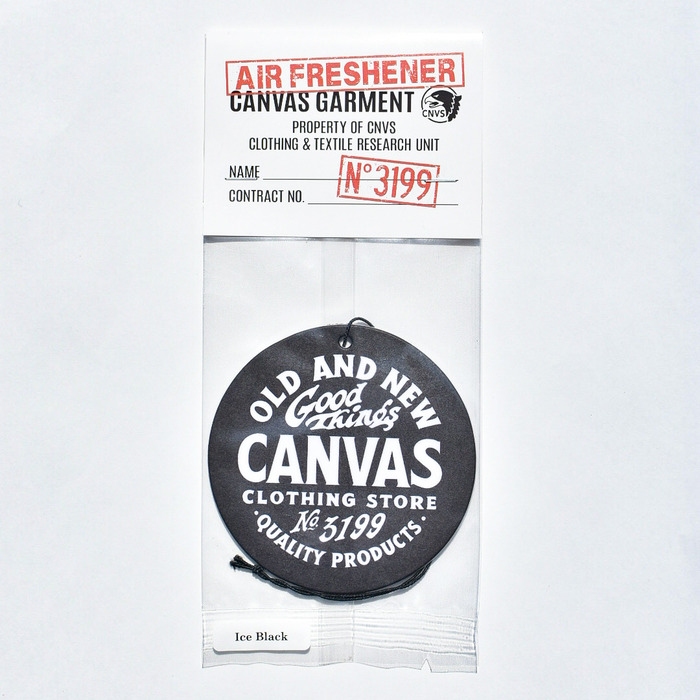 AIR FRESHENER
CANVAS GARMENT
CNVS
PROPERTY OF CNVS
CLOTHING & TEXTILE RESEARCH UNIT
NAME
Nº 3199
CONTRACT NO.
OLD AND NEW
Good
Things
CANVAS
CLOTHING STORE
No. 3199
·QUALITY PRODUCTS·
Ice Black